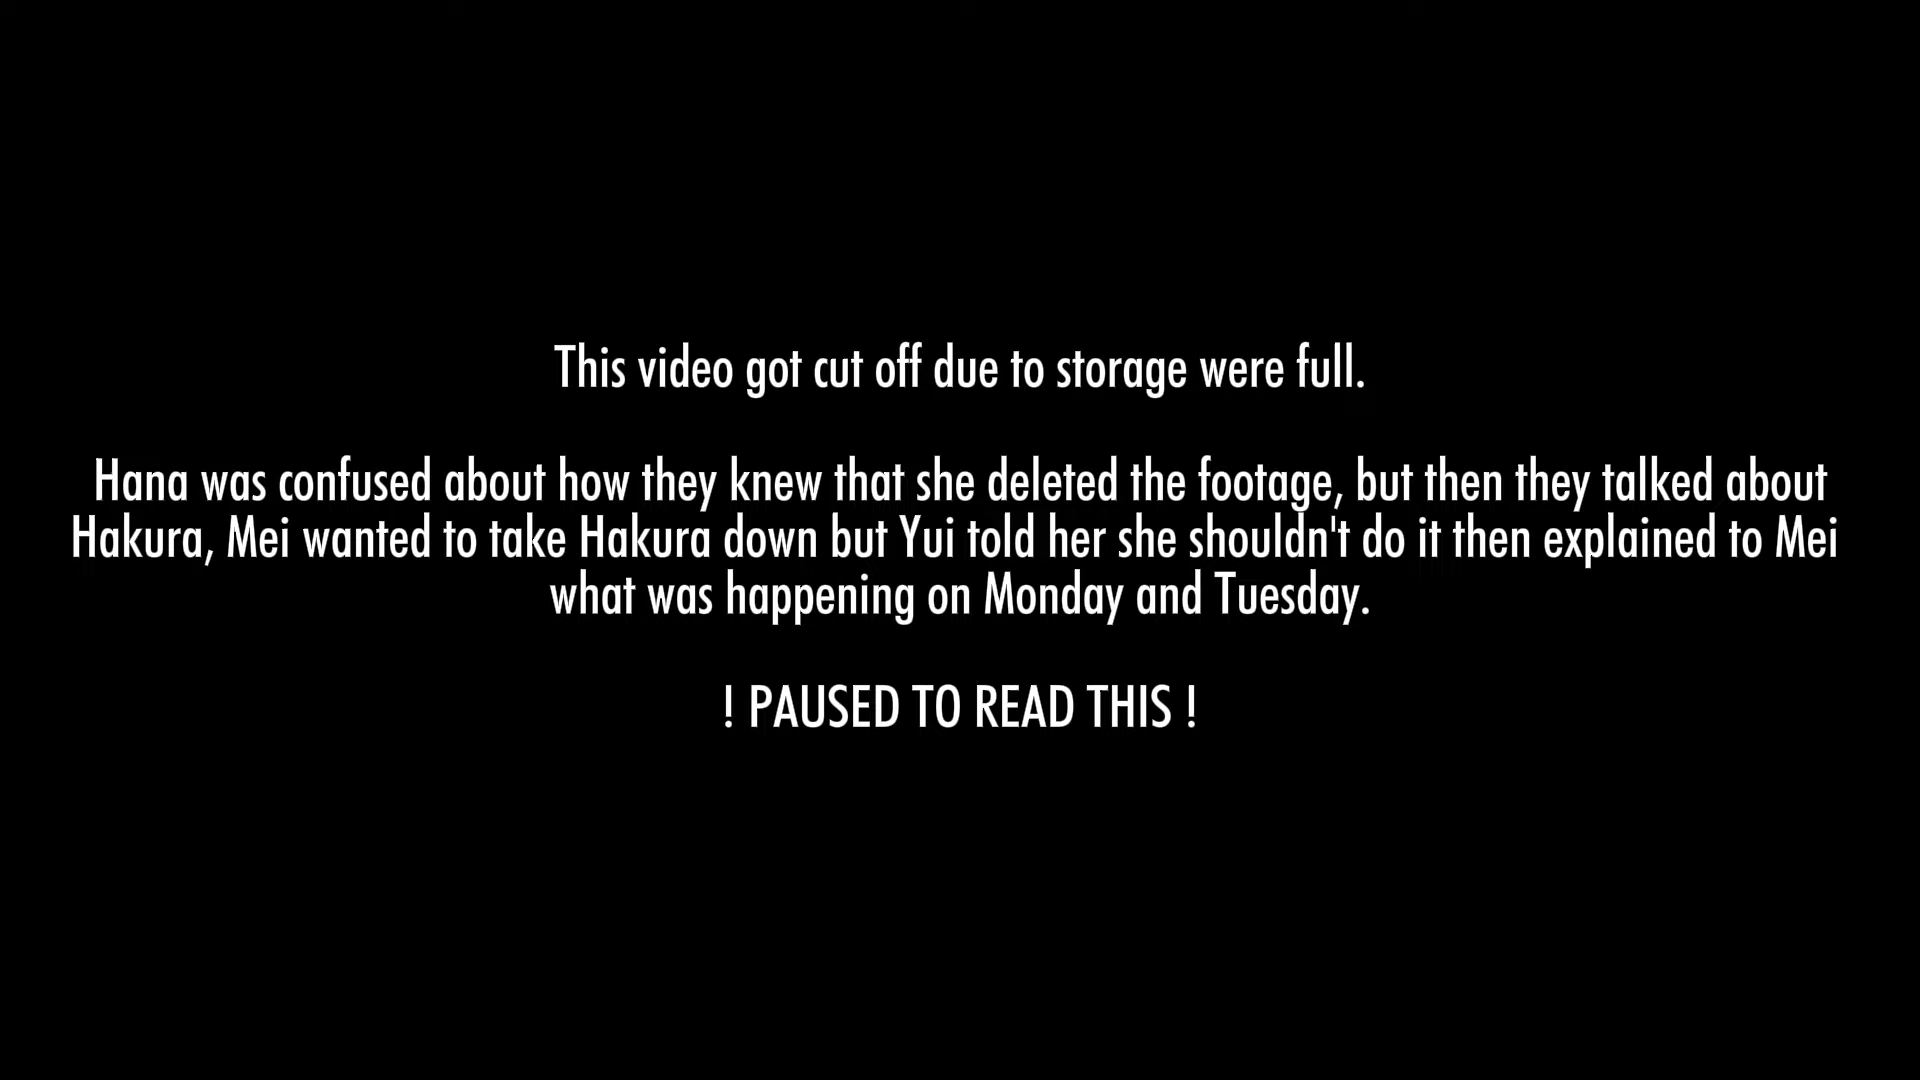 This video got cut off due to storage were full.
Hana was confused about how they knew that she deleted the footage, but then they talked about
Hakura, Mei wanted to take Hakura down but Yui told her she shouldn't do it then explained to Mei
what was happening on Monday and Tuesday.
! PAUSED TO READ THIS !